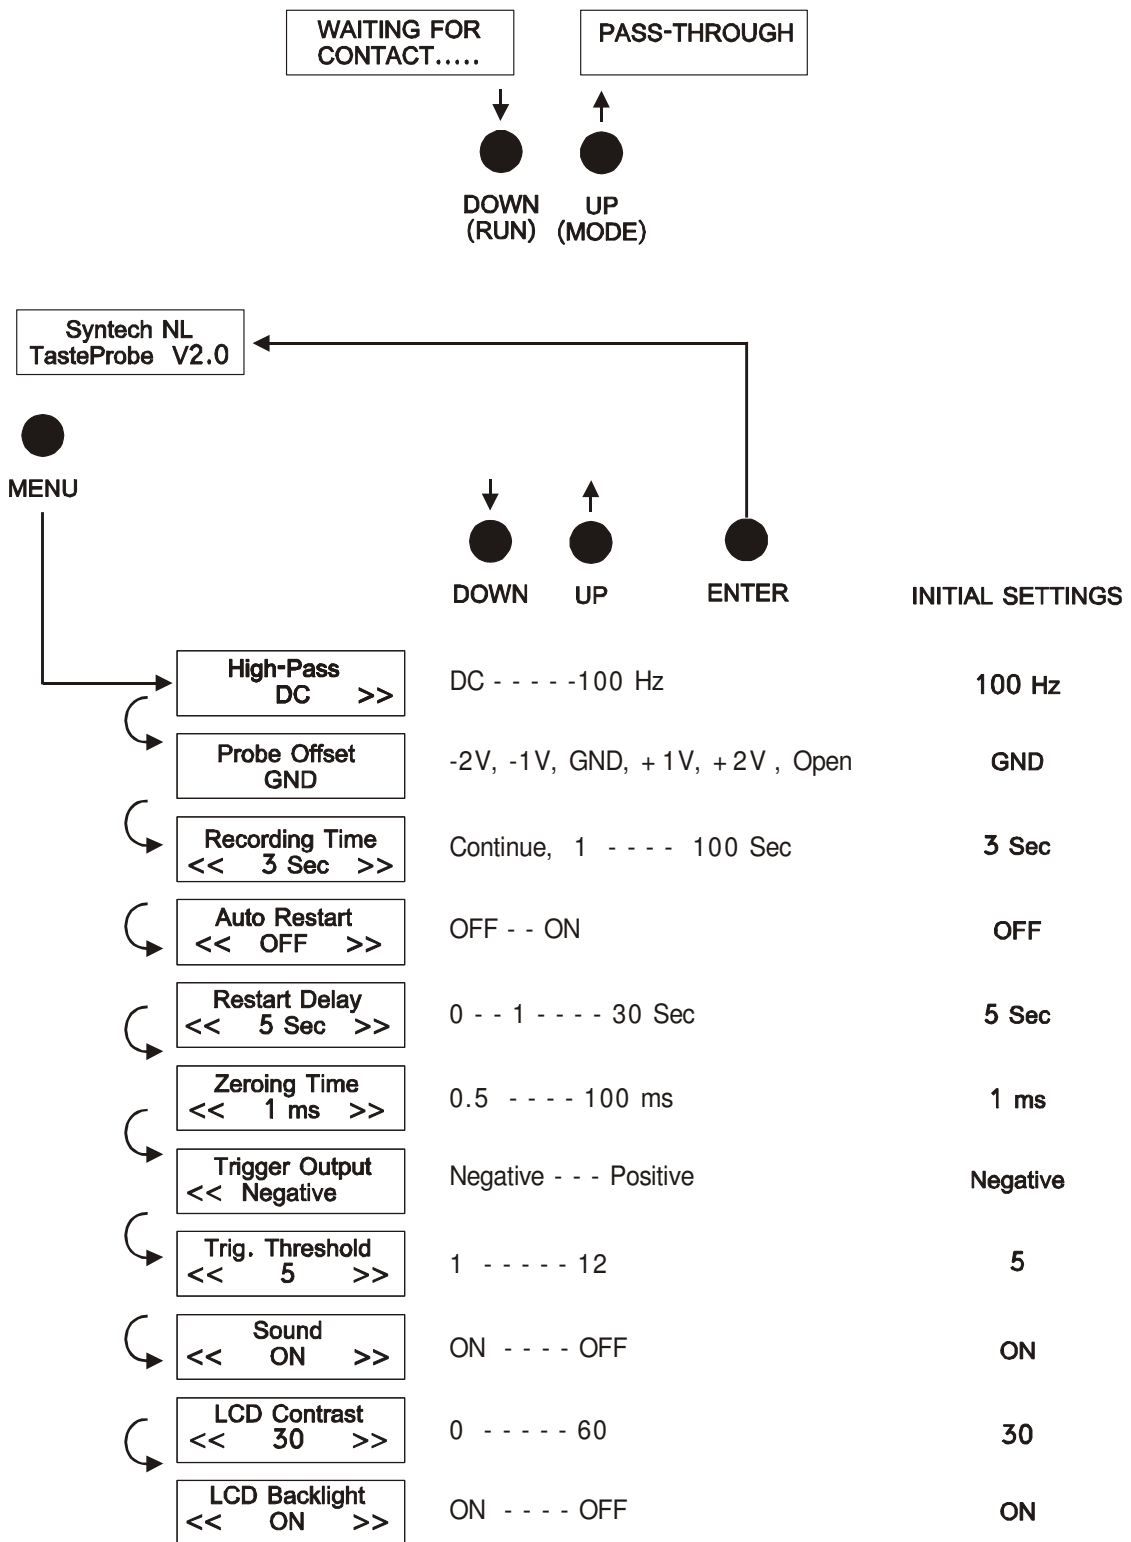 WAITING FOR
CONTACT.....
PASS-THROUGH
DOWN
(RUN)
UP
(MODE)
Syntech NL
TasteProbe V2.0
MENU
DOWN
UP
ENTER
INITIAL SETTINGS
High-Pass
DC >>
DC - - - - -100 Hz
100 Hz
Probe Offset
GND
-2V, -1V, GND, +1V, +2V , Open
GND
Recording Time
<< 3 Sec >>
Continue, 1 - - - - 100 Sec
3 Sec
Auto Restart
<< OFF >>
OFF - - ON
OFF
Restart Delay
<< 5 Sec >>
0 - - 1 - - - - 30 Sec
5 Sec
Zeroing Time
<< 1 ms >>
0.5 - - - - 100 ms
1 ms
Trigger Output
<< Negative
Negative - - - Positive
Negative
Trig. Threshold
<< 5 >>
1 - - - - - 12
5
Sound
<< ON >>
ON - - - - OFF
ON
LCD Contrast
<< 30 >>
0 - - - - - 60
30
LCD Backlight
<< ON >>
ON - - - - OFF
ON